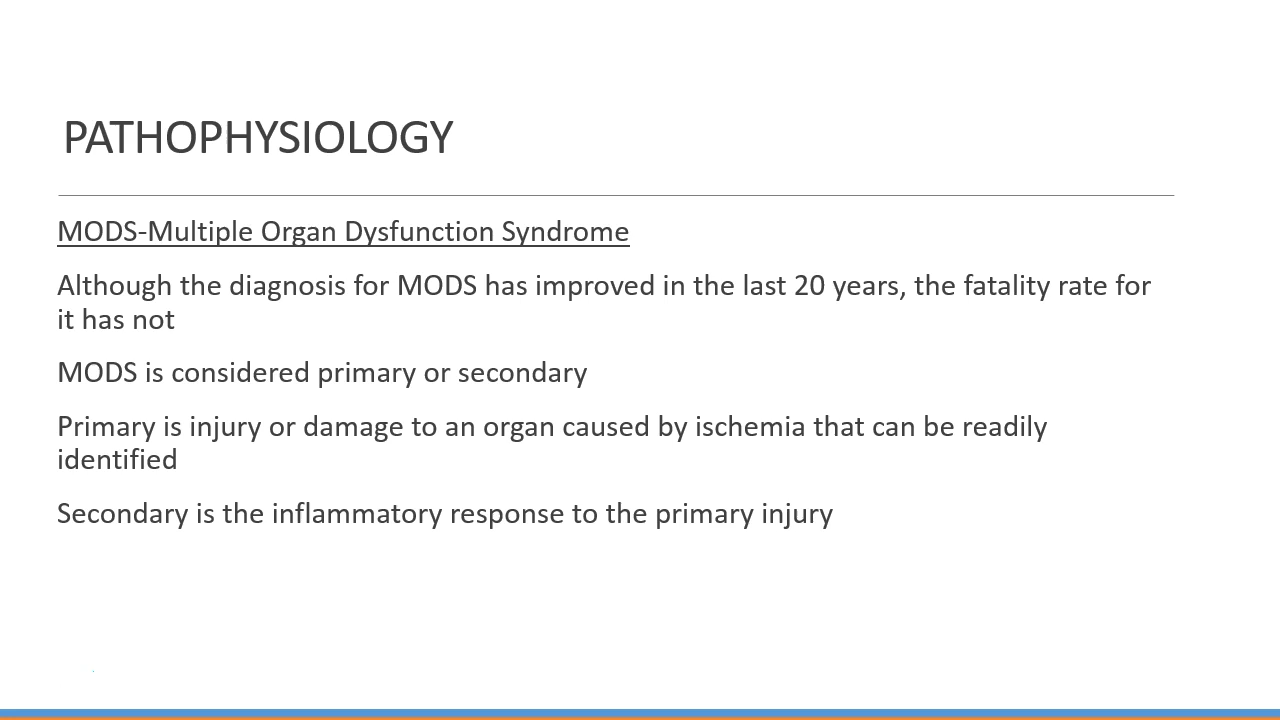 PATHOPHYSIOLOGY
MODS-Multiple Organ Dysfunction Syndrome
Although the diagnosis for MODS has improved in the last 20 years, the fatality rate for
it has not
MODS is considered primary or secondary
Primary is injury or damage to an organ caused by ischemia that can be readily
identified
Secondary is the inflammatory response to the primary injury